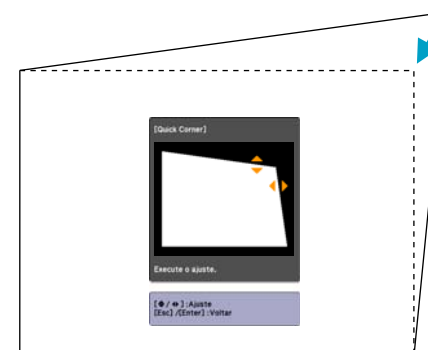 [Quick Corner]
Execute o ajuste.
[⬍/⬌]:Ajuste
[Esc]/[Enter]:Voltar